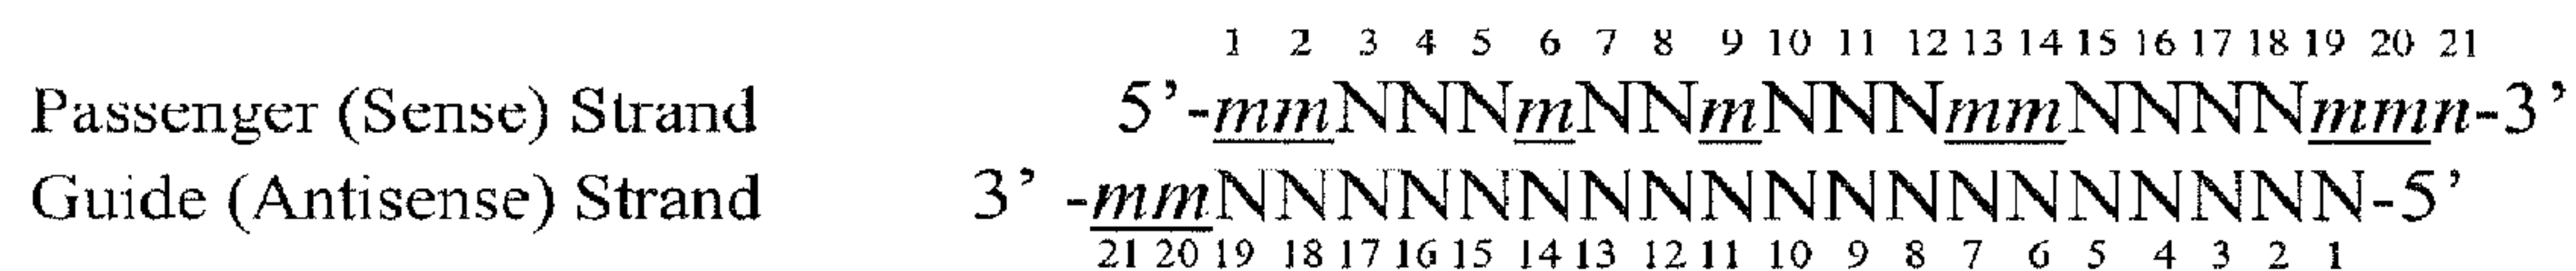 1 2 3 4 5 6 7 8 9 10 11 12 13 14 15 16 17 18 19 20 21
Passenger (Sense) Strand 5’-mmNNNmNNmNNNmmNNNNmmn-3’
Guide (Antisense) Strand 3’ -mmNNNNNNNNNNNNNNNNNNN-5’
21 20 19 18 17 16 15 14 13 12 11 10 9 8 7 6 5 4 3 2 1